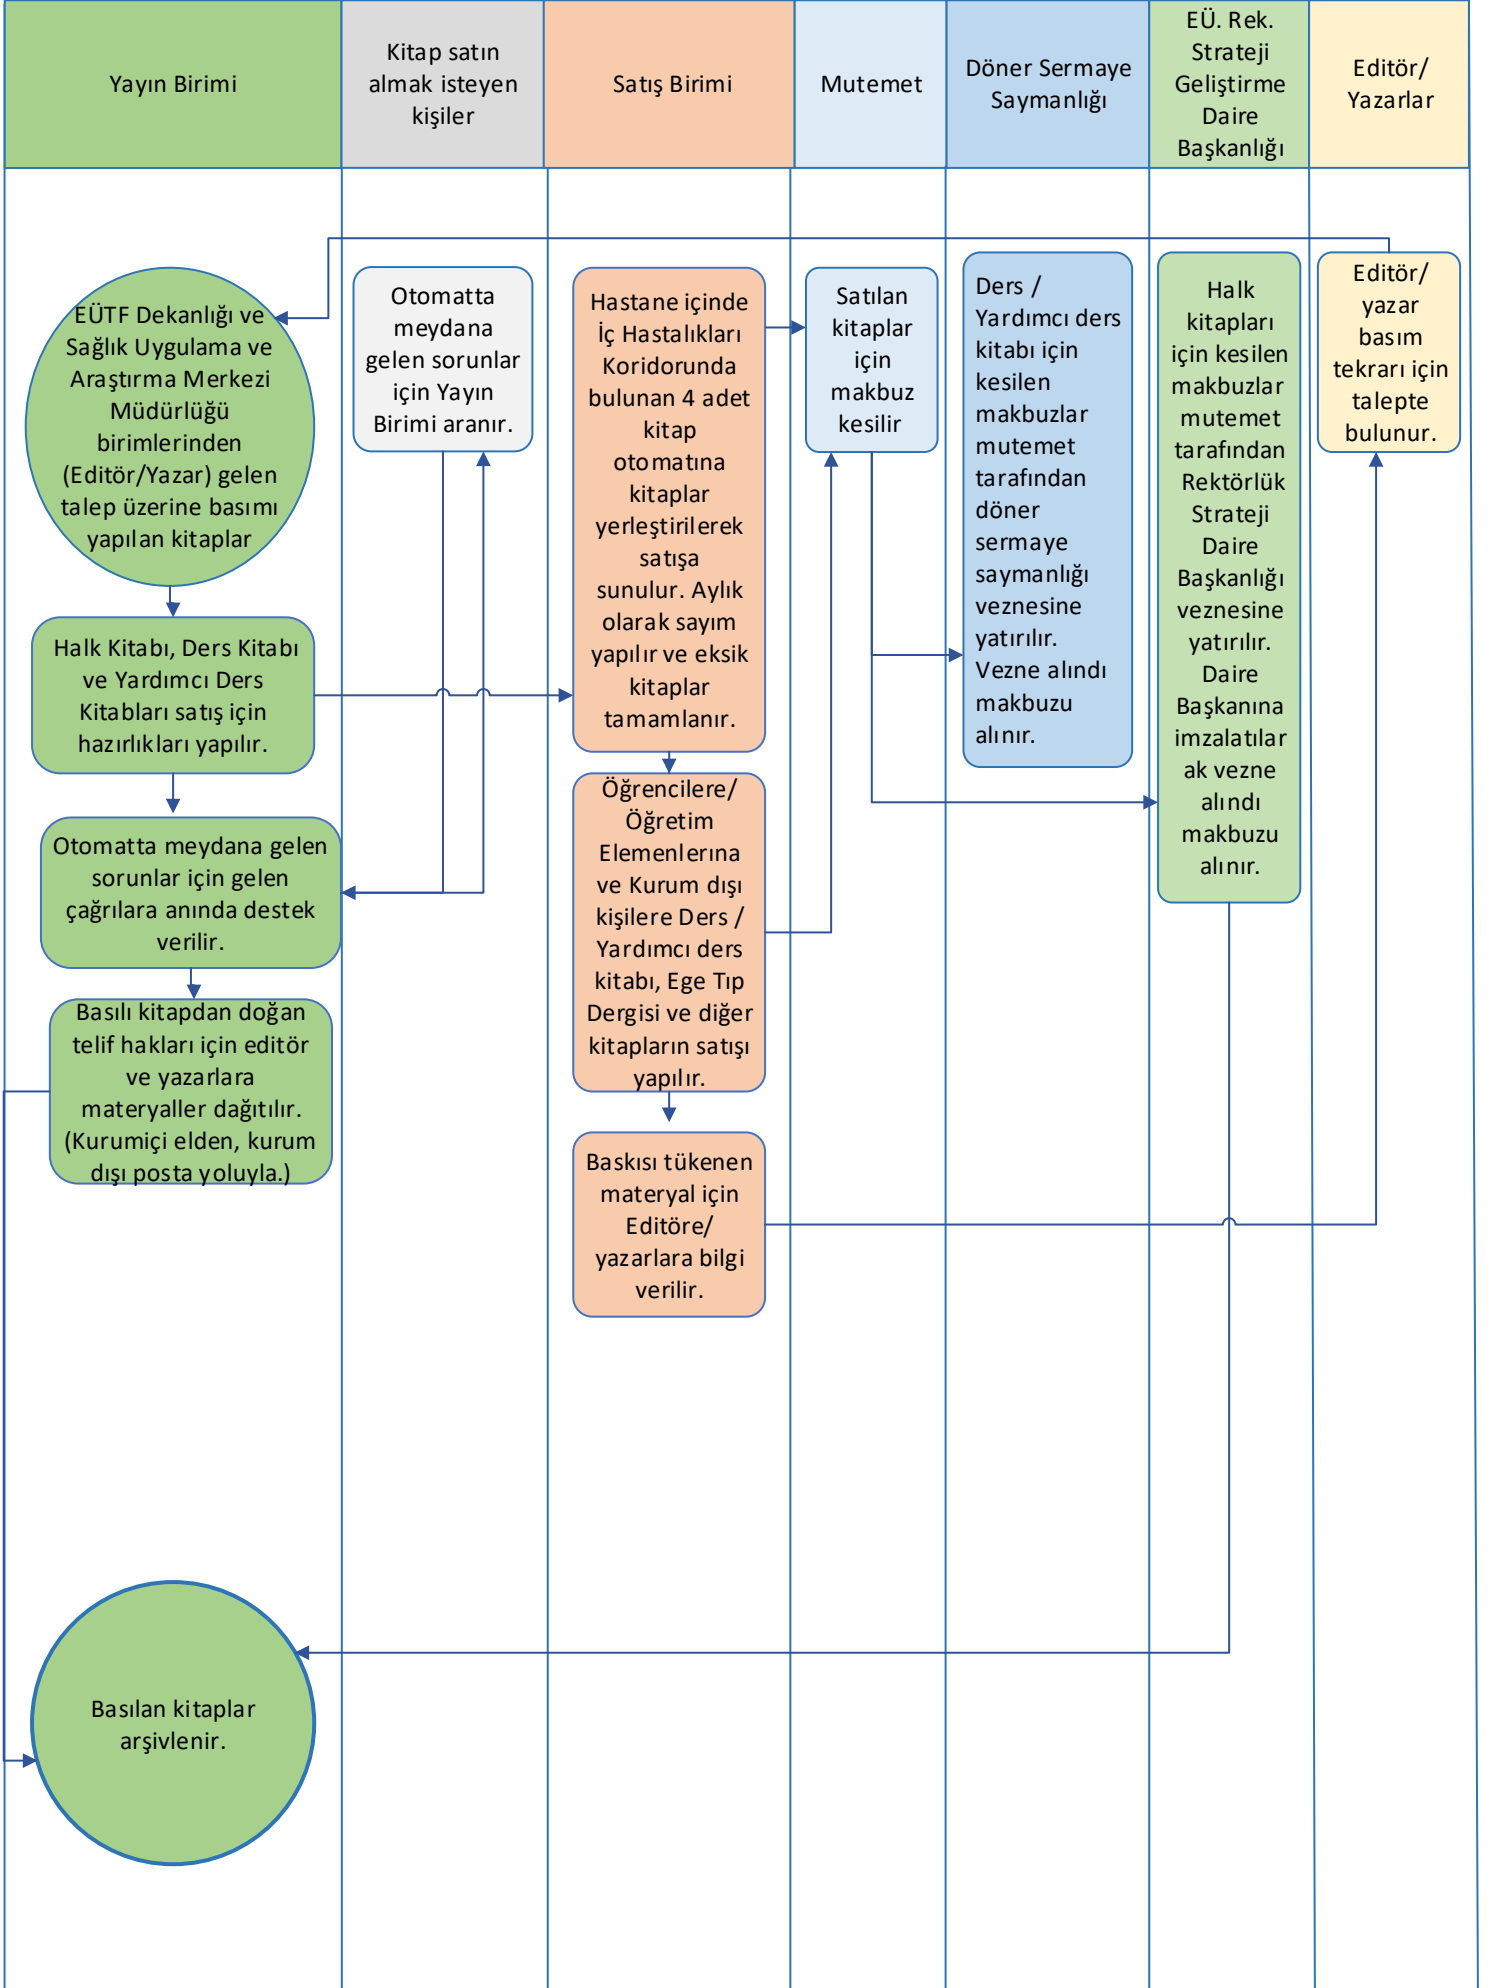 Yayın Birimi
Kitap satın
almak isteyen
kişiler
Satış Birimi
Mutemet
Döner Sermaye
Saymanlığı
EÜ. Rek.
Strateji
Geliştirme
Daire
Başkanlığı
Editör/
Yazarlar
EÜTF Dekanlığı ve
Sağlık Uygulama ve
Araştırma Merkezi
Müdürlüğü
birimlerinden
(Editör/Yazar) gelen
talep üzerine basımı
yapılan kitaplar
Halk Kitabı, Ders Kitabı
ve Yardımcı Ders
Kitabları satış için
hazırlıkları yapılır.
Otomatta meydana gelen
sorunlar için gelen
çağrılara anında destek
verilir.
Basılı kitapdan doğan
telif hakları için editör
ve yazarlara
materyaller dağıtılır.
(Kurumiçi elden, kurum
dışı posta yoluyla.)
Basılan kitaplar
arşivlenir.
Otomatta
meydana
gelen sorunlar
için Yayın
Birimi aranır.
Hastane içinde
İç Hastalıkları
Koridorunda
bulunan 4 adet
kitap
otomatına
kitaplar
yerleştirilerek
satışa
sunulur. Aylık
olarak sayım
yapılır ve eksik
kitaplar
tamamlanır.
Öğrencilere/
Öğretim
Elemenlerına
ve Kurum dışı
kişilere Ders /
Yardımcı ders
kitabı, Ege Tıp
Dergisi ve diğer
kitapların satışı
yapılır.
Baskısı tükenen
materyal için
Editöre/
yazarlara bilgi
verilir.
Satılan
kitaplar
için
makbuz
kesilir
Ders /
Yardımcı ders
kitabı için
kesilen
makbuzlar
mutemet
tarafından
döner
sermaye
saymanlığı
veznesine
yatırılır.
Vezne alındı
makbuzu
alınır.
Halk
kitapları
için kesilen
makbuzlar
mutemet
tarafından
Rektörlük
Strateji
Daire
Başkanlığı
veznesine
yatırılır.
Daire
Başkanına
imzalatılar
ak vezne
alındı
makbuzu
alınır.
Editör/
yazar
basım
tekrarı için
talepte
bulunur.